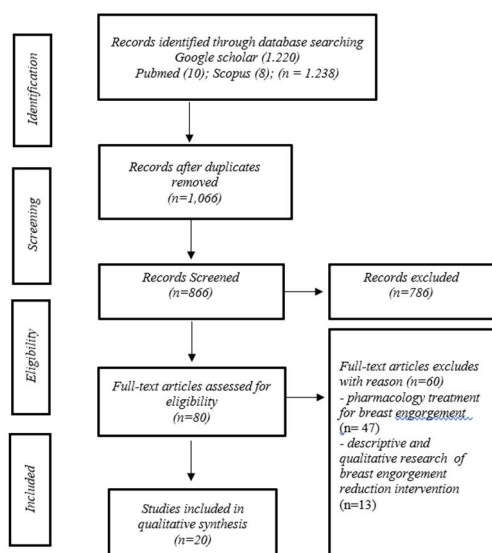 Identification
Records identified through database searching
Google scholar (1.220)
Pubmed (10); Scopus (8); (n = 1.238)
Records after duplicates
removed
(n=1,066)
Screening
Records Screened
(n=866)
Records excluded
(n=786)
Eligibility
Full-text articles assessed for
eligibility
(n=80)
Full-text articles excludes
with reason (n=60)
- pharmacology treatment
for breast engorgement
(n= 47)
- descriptive and
qualitative research of
breast engorgement
reduction intervention
(n=13)
Included
Studies included in
qualitative synthesis
(n=20)